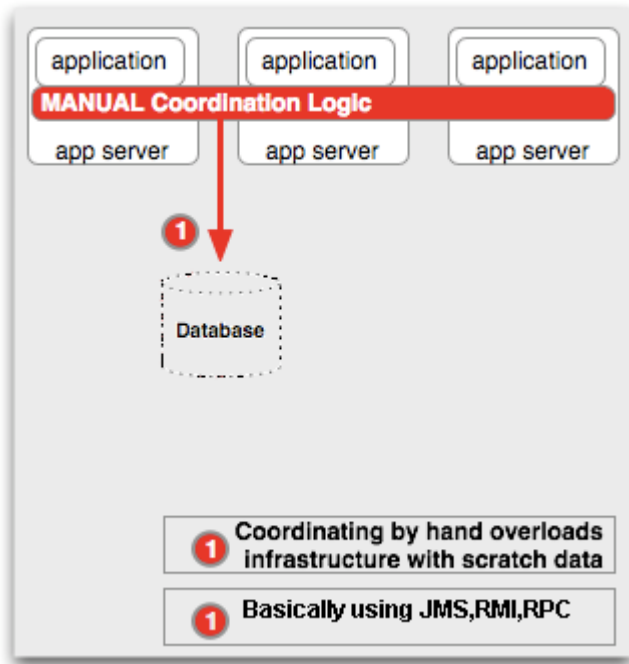 application application application
MANUAL Coordination Logic
app server app server app server
1
Database
1 Coordinating by hand overloads
infrastructure with scratch data
1 Basically using JMS,RMI,RPC